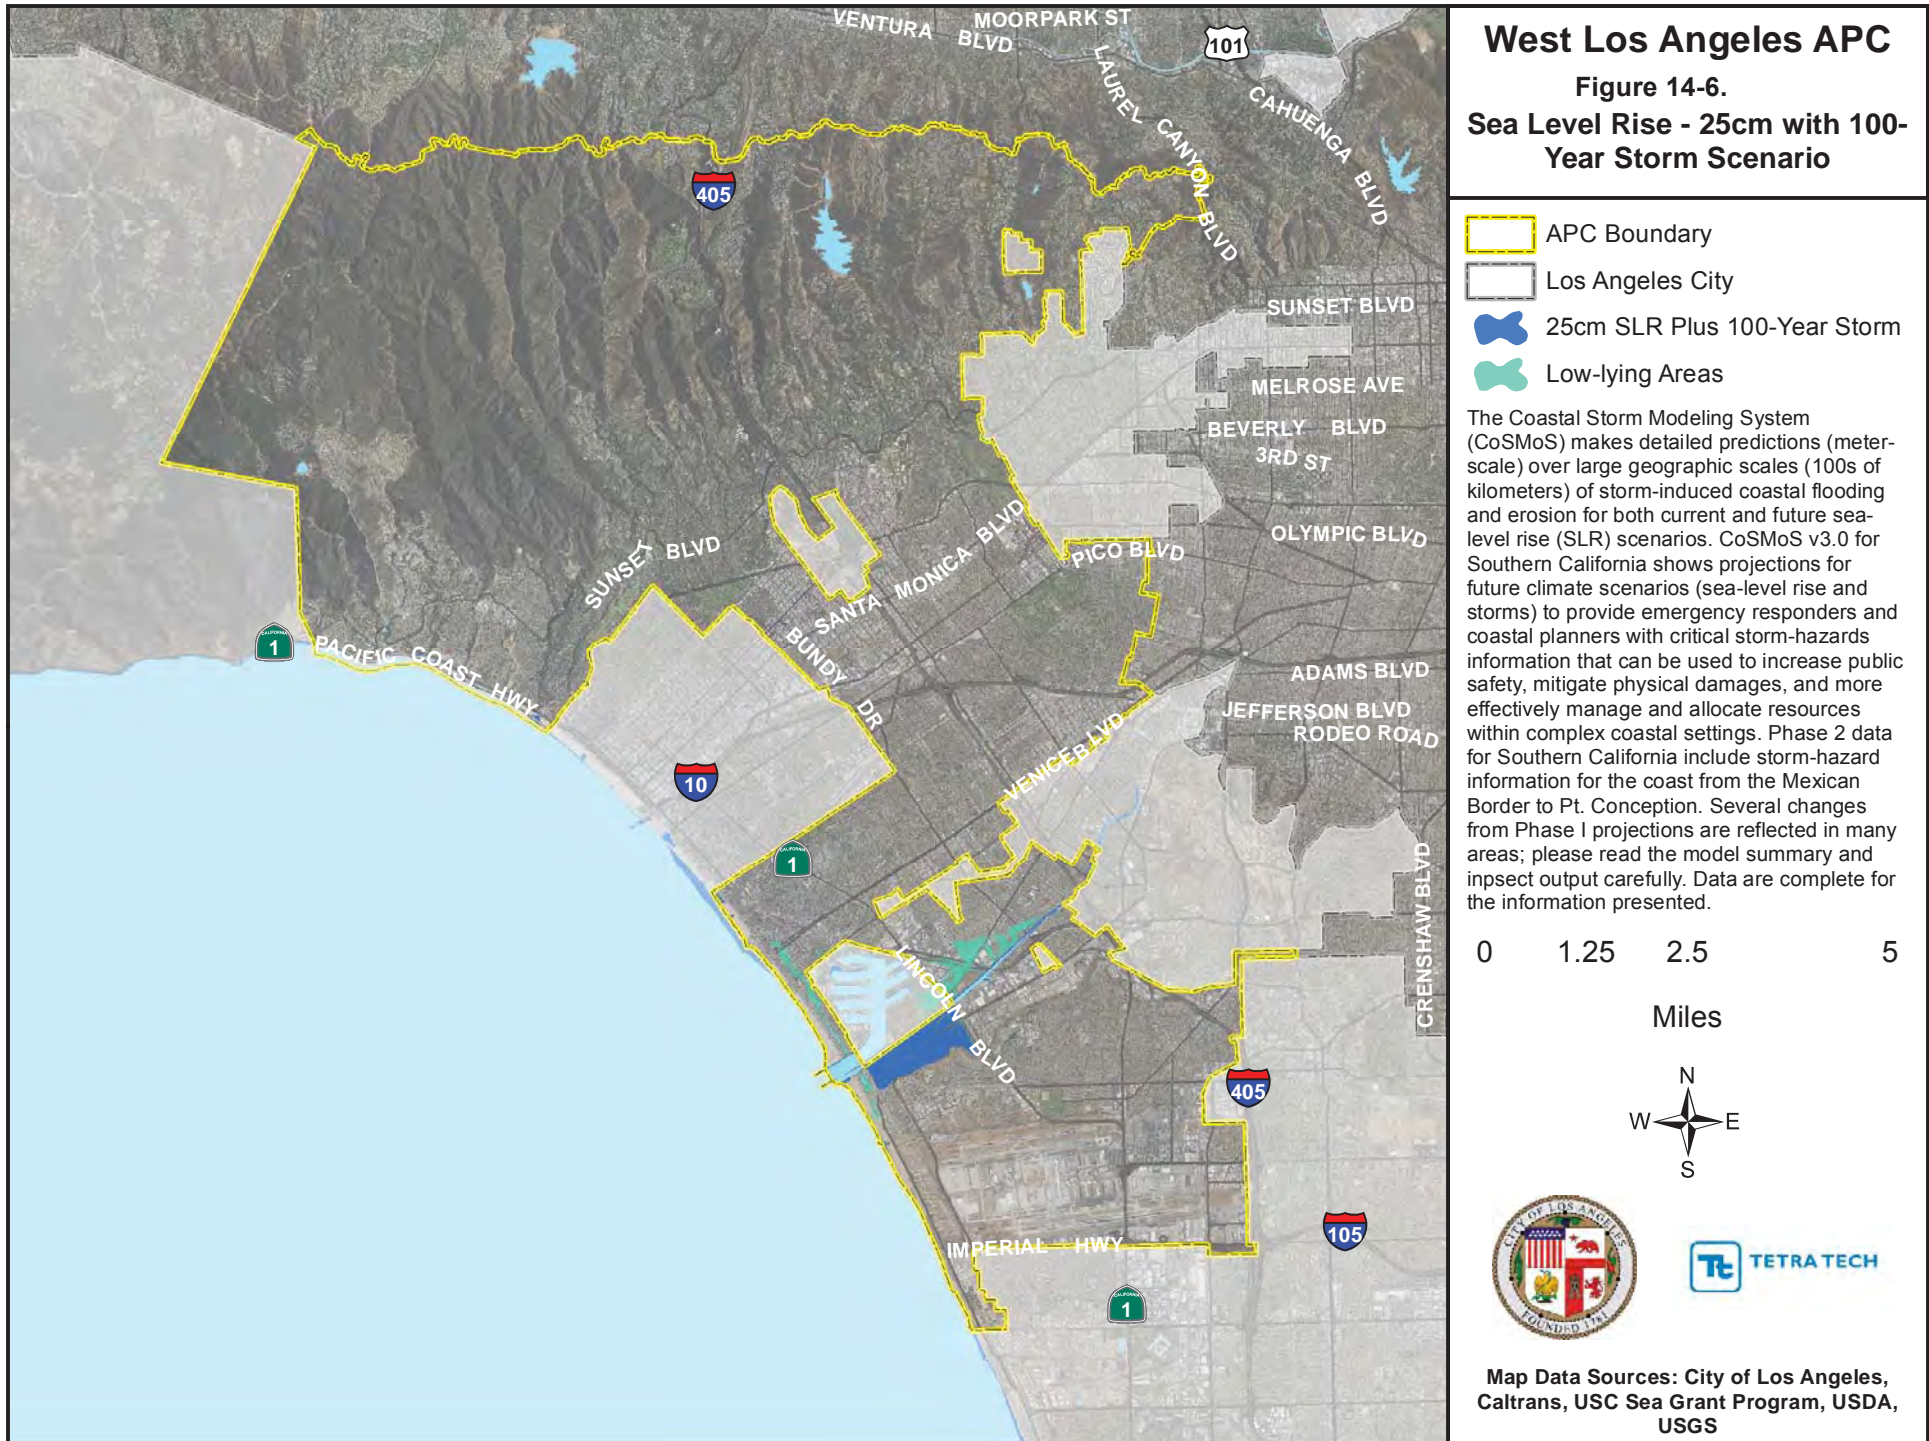 West Los Angeles APC
Figure 14-6.
Sea Level Rise - 25cm with 100-
Year Storm Scenario
APC Boundary
Los Angeles City
25cm SLR Plus 100-Year Storm
Low-lying Areas
The Coastal Storm Modeling System
(CoSMoS) makes detailed predictions (meter-
scale) over large geographic scales (100s of
kilometers) of storm-induced coastal flooding
and erosion for both current and future sea-
level rise (SLR) scenarios. CoSMoS v3.0 for
Southern California shows projections for
future climate scenarios (sea-level rise and
storms) to provide emergency responders and
coastal planners with critical storm-hazards
information that can be used to increase public
safety, mitigate physical damages, and more
effectively manage and allocate resources
within complex coastal settings. Phase 2 data
for Southern California include storm-hazard
information for the coast from the Mexican
Border to Pt. Conception. Several changes
from Phase I projections are reflected in many
areas; please read the model summary and
inpsect output carefully. Data are complete for
the information presented.
0 1.25 2.5 5
Miles
N
W E
S
CITY OF LOS ANGELES
FOUNDED 1781
Tt TETRA TECH
Map Data Sources: City of Los Angeles,
Caltrans, USC Sea Grant Program, USDA,
USGS
VENTURA BLVD
MOORPARK ST
101
LAUREL CANYON BLVD
CAHUENGA BLVD
405
SUNSET BLVD
MELROSE AVE
BEVERLY BLVD
3RD ST
OLYMPIC BLVD
PICO BLVD
SUNSET BLVD
SANTA MONICA BLVD
BUNDY DR
CALIFORNIA
1
PACIFIC COAST HWY
ADAMS BLVD
JEFFERSON BLVD
RODEO ROAD
VENICE BLVD
10
CALIFORNIA
1
CRENSHAW BLVD
LINCOLN BLVD
405
105
IMPERIAL HWY
CALIFORNIA
1